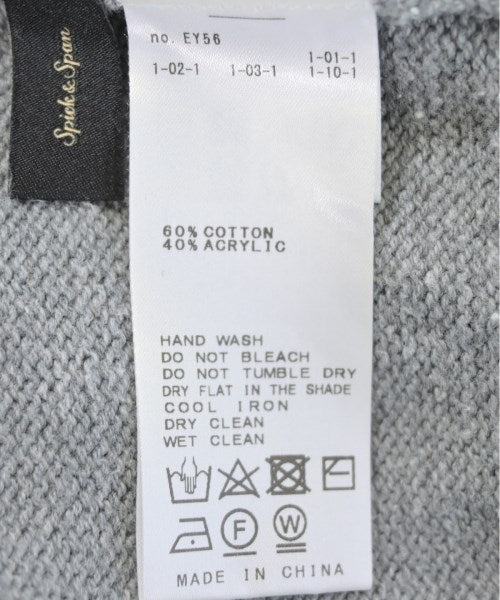 Spick & Span
no. EY56
1-01-1
1-02-1 1-03-1 1-10-1
60% COTTON
40% ACRYLIC
HAND WASH
DO NOT BLEACH
DO NOT TUMBLE DRY
DRY FLAT IN THE SHADE
COOL IRON
DRY CLEAN
WET CLEAN
F W
MADE IN CHINA